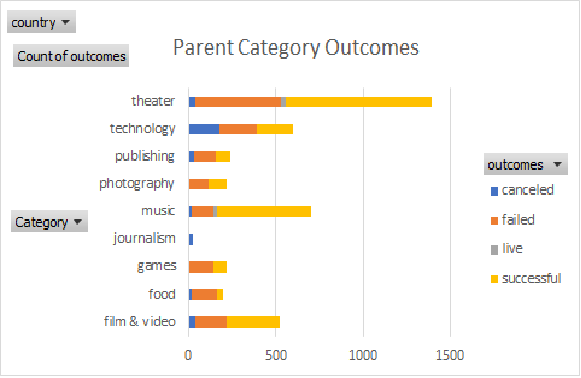 country
Count of outcomes
Parent Category Outcomes
theater
technology
publishing
photography
music
journalism
games
food
film & video
Category
0 500 1000 1500
outcomes
canceled
failed
live
successful